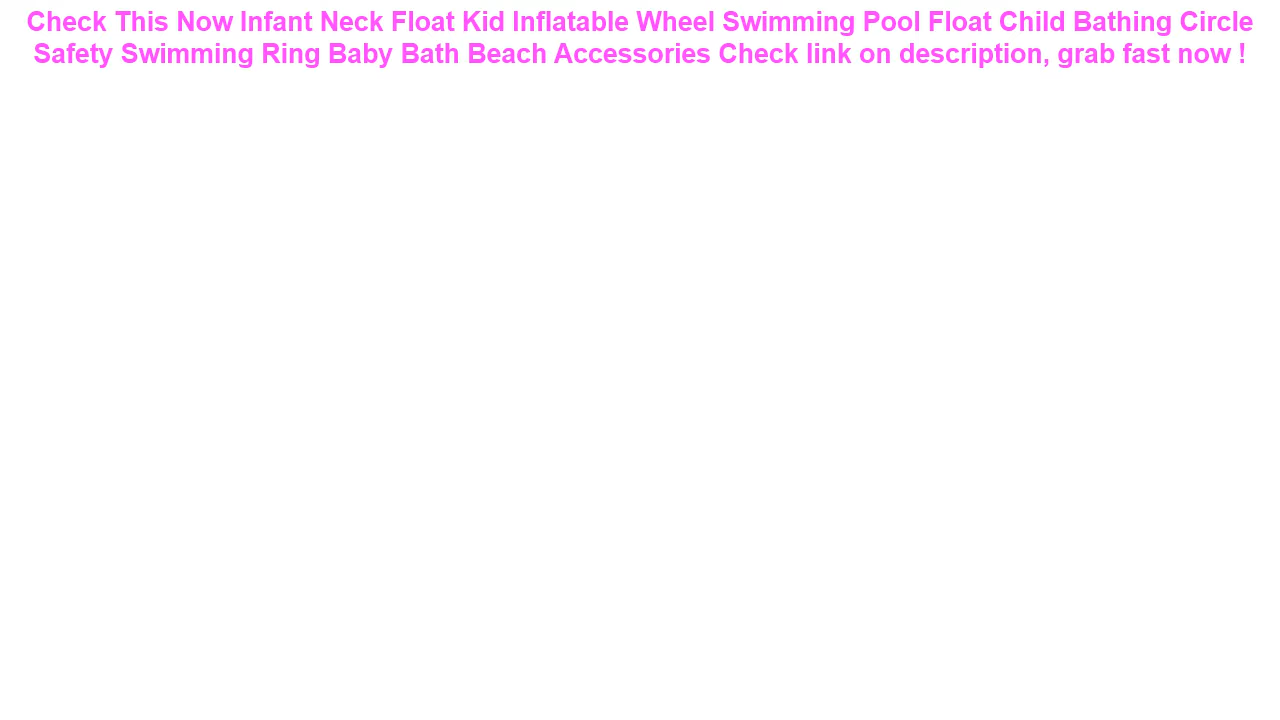 Check This Now Infant Neck Float Kid Inflatable Wheel Swimming Pool Float Child Bathing Circle
Safety Swimming Ring Baby Bath Beach Accessories Check link on description, grab fast now !